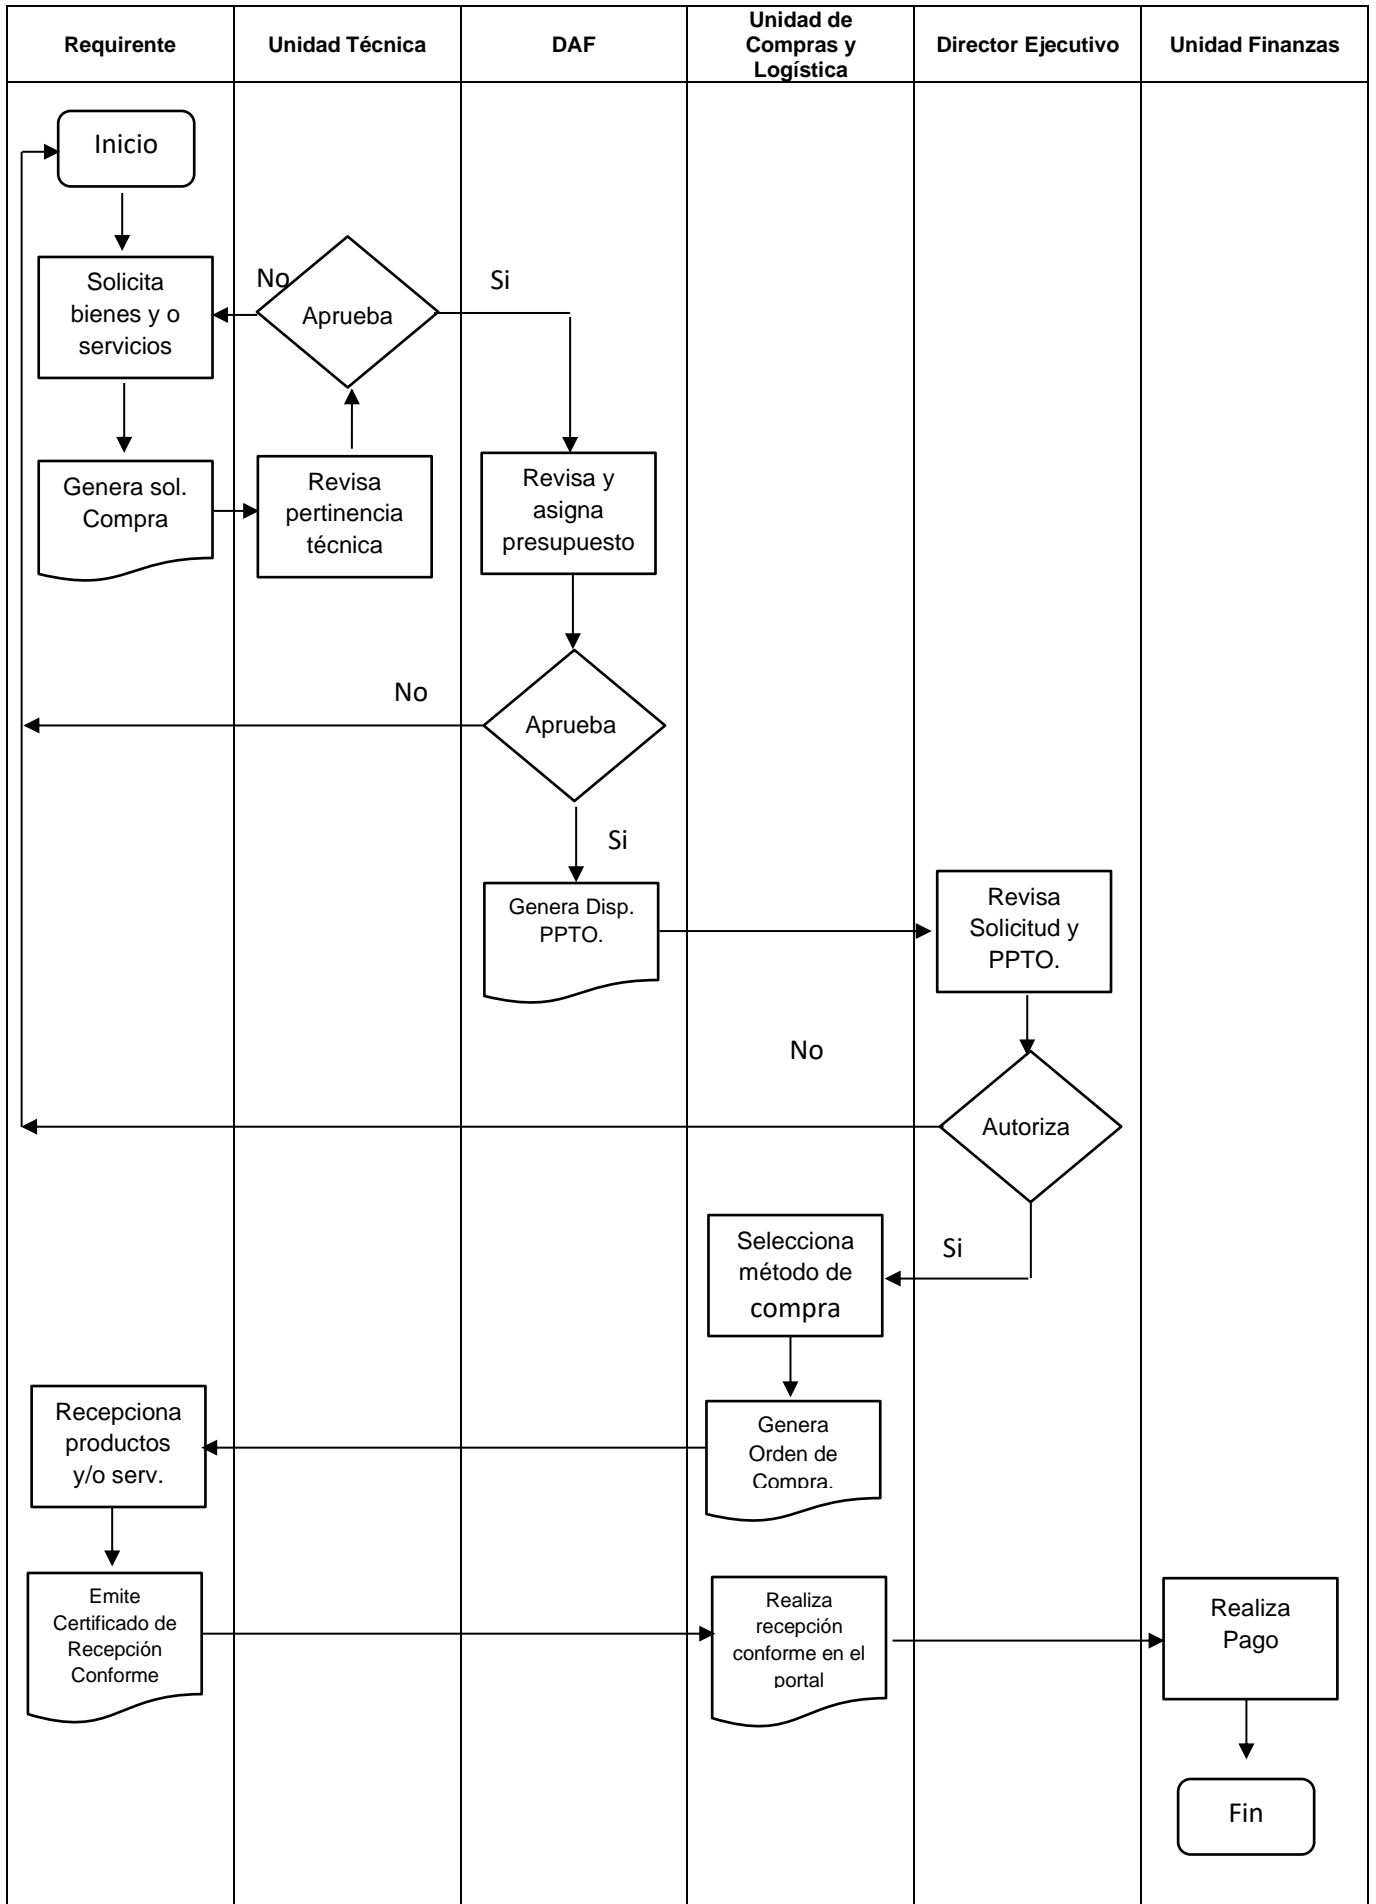 Requirente
Unidad Técnica
DAF
Unidad de
Compras y
Logística
Director Ejecutivo
Unidad Finanzas
Inicio
Solicita
bienes y o
servicios
No
Aprueba
Si
Genera sol.
Compra
Revisa
pertinencia
técnica
Revisa y
asigna
presupuesto
No
Aprueba
Si
Genera Disp.
PPTO.
Revisa
Solicitud y
PPTO.
No
Autoriza
Si
Selecciona
método de
compra
Genera
Orden de
Compra.
Recepciona
productos
y/o serv.
Emite
Certificado de
Recepción
Conforme
Realiza
recepción
conforme en el
portal
Realiza
Pago
Fin